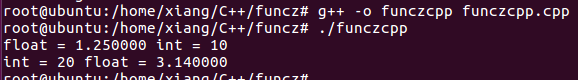 root@ubuntu:/home/xiang/C++/funcz# g++ -o funczcpp funczcpp.cpp
root@ubuntu:/home/xiang/C++/funcz# ./funczcpp
float = 1.250000 int = 10
int = 20 float = 3.140000
root@ubuntu:/home/xiang/C++/funcz#